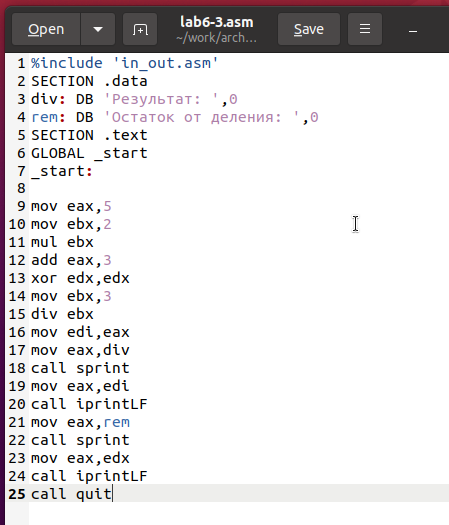 Open
lab6-3.asm
~/work/arch...
Save
1 %include 'in_out.asm'
2 SECTION .data
3 div: DB 'Результат: ',0
4 rem: DB 'Остаток от деления: ',0
5 SECTION .text
6 GLOBAL _start
7 _start:
8
9 mov eax,5
10 mov ebx,2
11 mul ebx
12 add eax,3
13 xor edx,edx
14 mov ebx,3
15 div ebx
16 mov edi,eax
17 mov eax,div
18 call sprint
19 mov eax,edi
20 call iprintLF
21 mov eax,rem
22 call sprint
23 mov eax,edx
24 call iprintLF
25 call quit